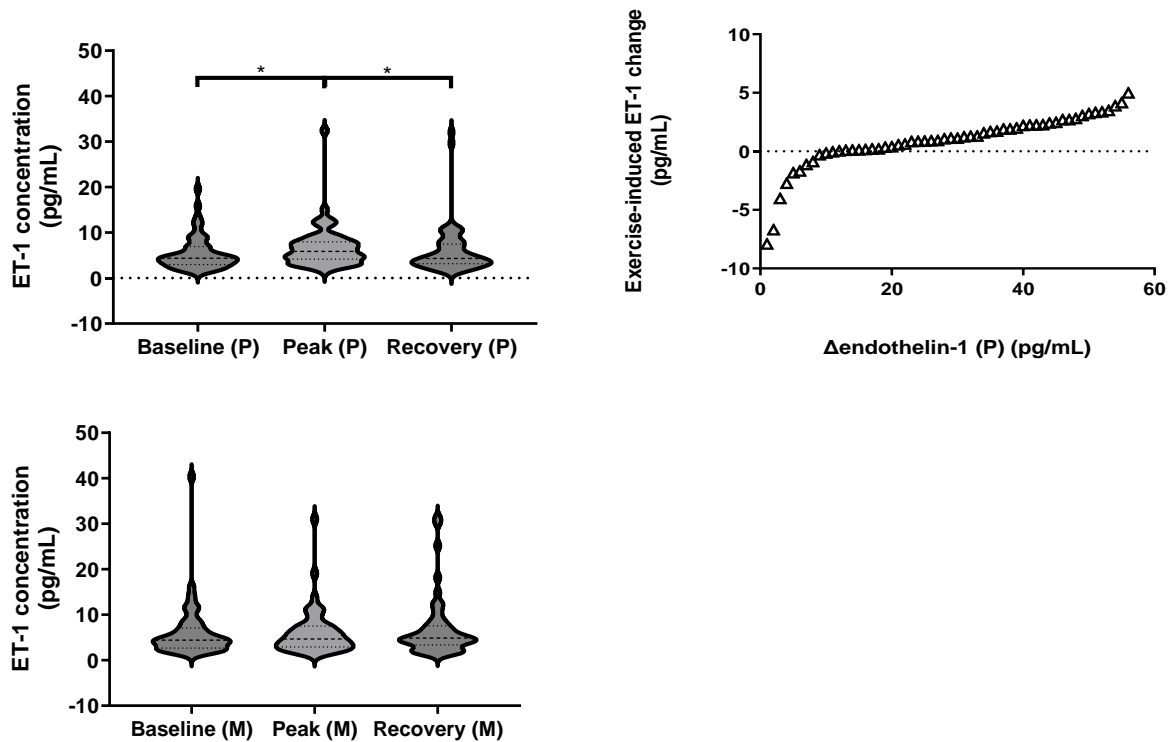 ET-1 concentration
(pg/mL)
50
40
30
20
10
0
-10
*
*
Baseline (P)
Peak (P)
Recovery (P)
Exercise-induced ET-1 change
(pg/mL)
10
5
0
-5
-10
0
20
40
60
Δendothelin-1 (P) (pg/mL)
ET-1 concentration
(pg/mL)
50
40
30
20
10
0
-10
Baseline (M)
Peak (M)
Recovery (M)